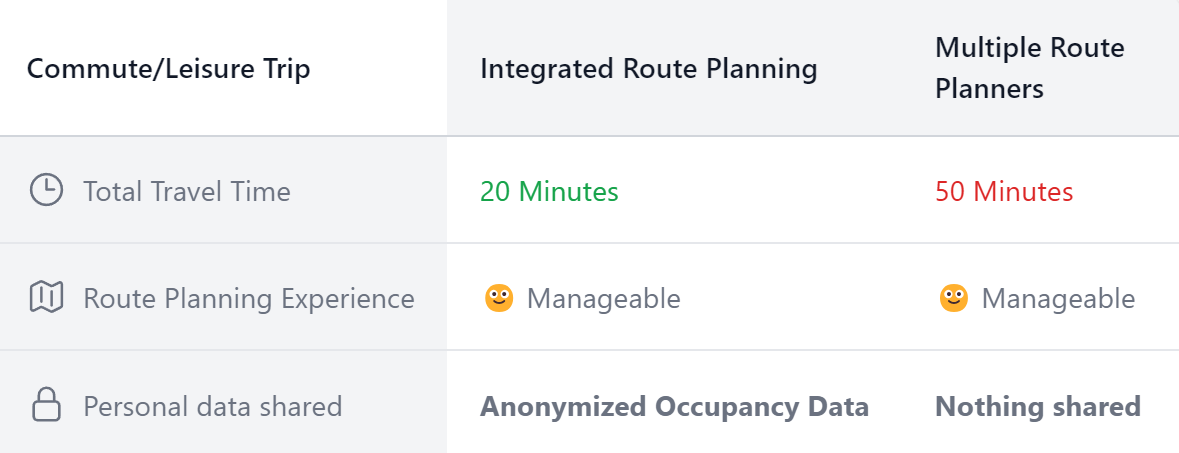 Commute/Leisure Trip
Integrated Route Planning
Multiple Route
Planners
Total Travel Time
20 Minutes
50 Minutes
Route Planning Experience
Manageable
Manageable
Personal data shared
Anonymized Occupancy Data
Nothing shared